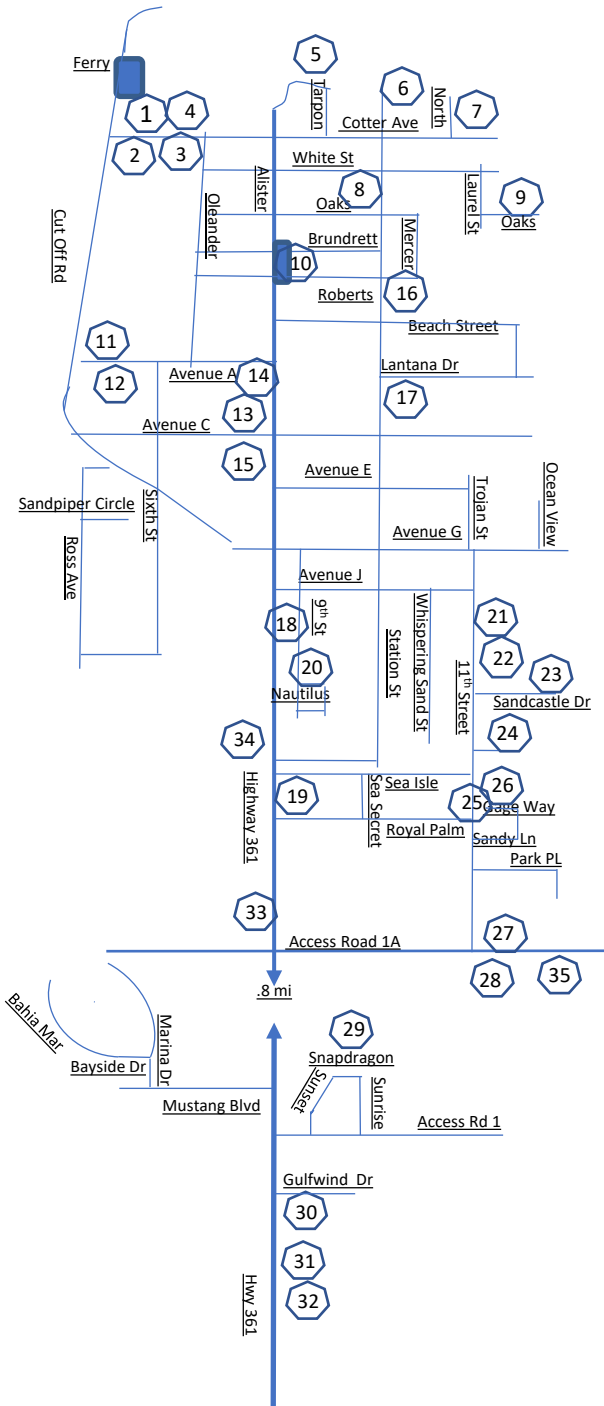 5
6
Ferry
Tarpon
North
7
1
4
Cotter Ave
2
3
White St
Alister
8
Laurel St
9
Oaks
Oaks
Oleander
Mercer
Cut Off Rd
Brundrett
10
Roberts
16
Beach Street
11
Lantana Dr
Avenue A
14
12
17
13
Avenue C
15
Avenue E
Trojan St
Ocean View
Sandpiper Circle
Sixth St
Avenue G
Ross Ave
Avenue J
9th St
Whispering Sand St
18
21
Station St
22
20
11th Street
23
Nautilus
Sandcastle Dr
34
24
Highway 361
Sea Secret
Sea Isle
26
19
25
Gage Way
Royal Palm
Sandy Ln
Park PL
33
27
Access Road 1A
28
35
.8 mi
Bahia Mar
Marina Dr
29
Snapdragon
Bayside Dr
Sunset
Sunrise
Mustang Blvd
Access Rd 1
Gulfwind Dr
30
31
Hwy 361
32